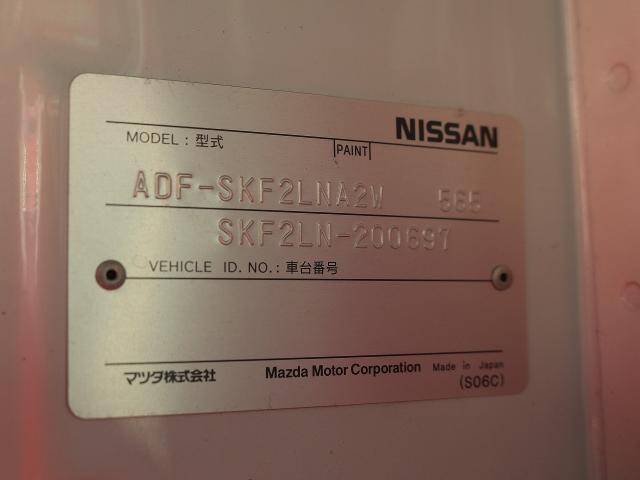 NISSAN
MODEL : 型式 PAINT
ADF-SKF2LNA2W 565
SKF2LN-200697
VEHICLE ID. NO. : 車台番号
マツダ株式会社 Mazda Motor Corporation Made in Japan
(S06C)